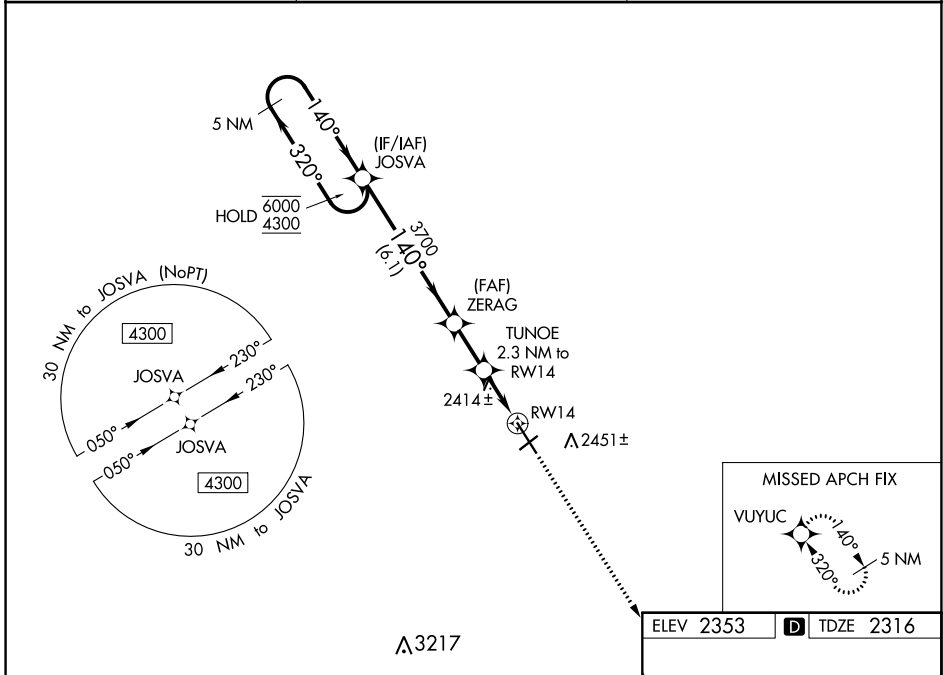 5 NM
140°
320°
(IF/IAF)
JOSVA
HOLD 6000
4300
3700
140°
(6.1)
(FAF)
ZERAG
TUNOE
2.3 NM to
RW14
2414±
RW14
2451±
30 NM to JOSVA (NoPT)
4300
230°
JOSVA
050°
230°
JOSVA
050°
4300
30 NM to JOSVA
MISSED APCH FIX
VUYUC
140°
320°
5 NM
3217
ELEV 2353 D TDZE 2316